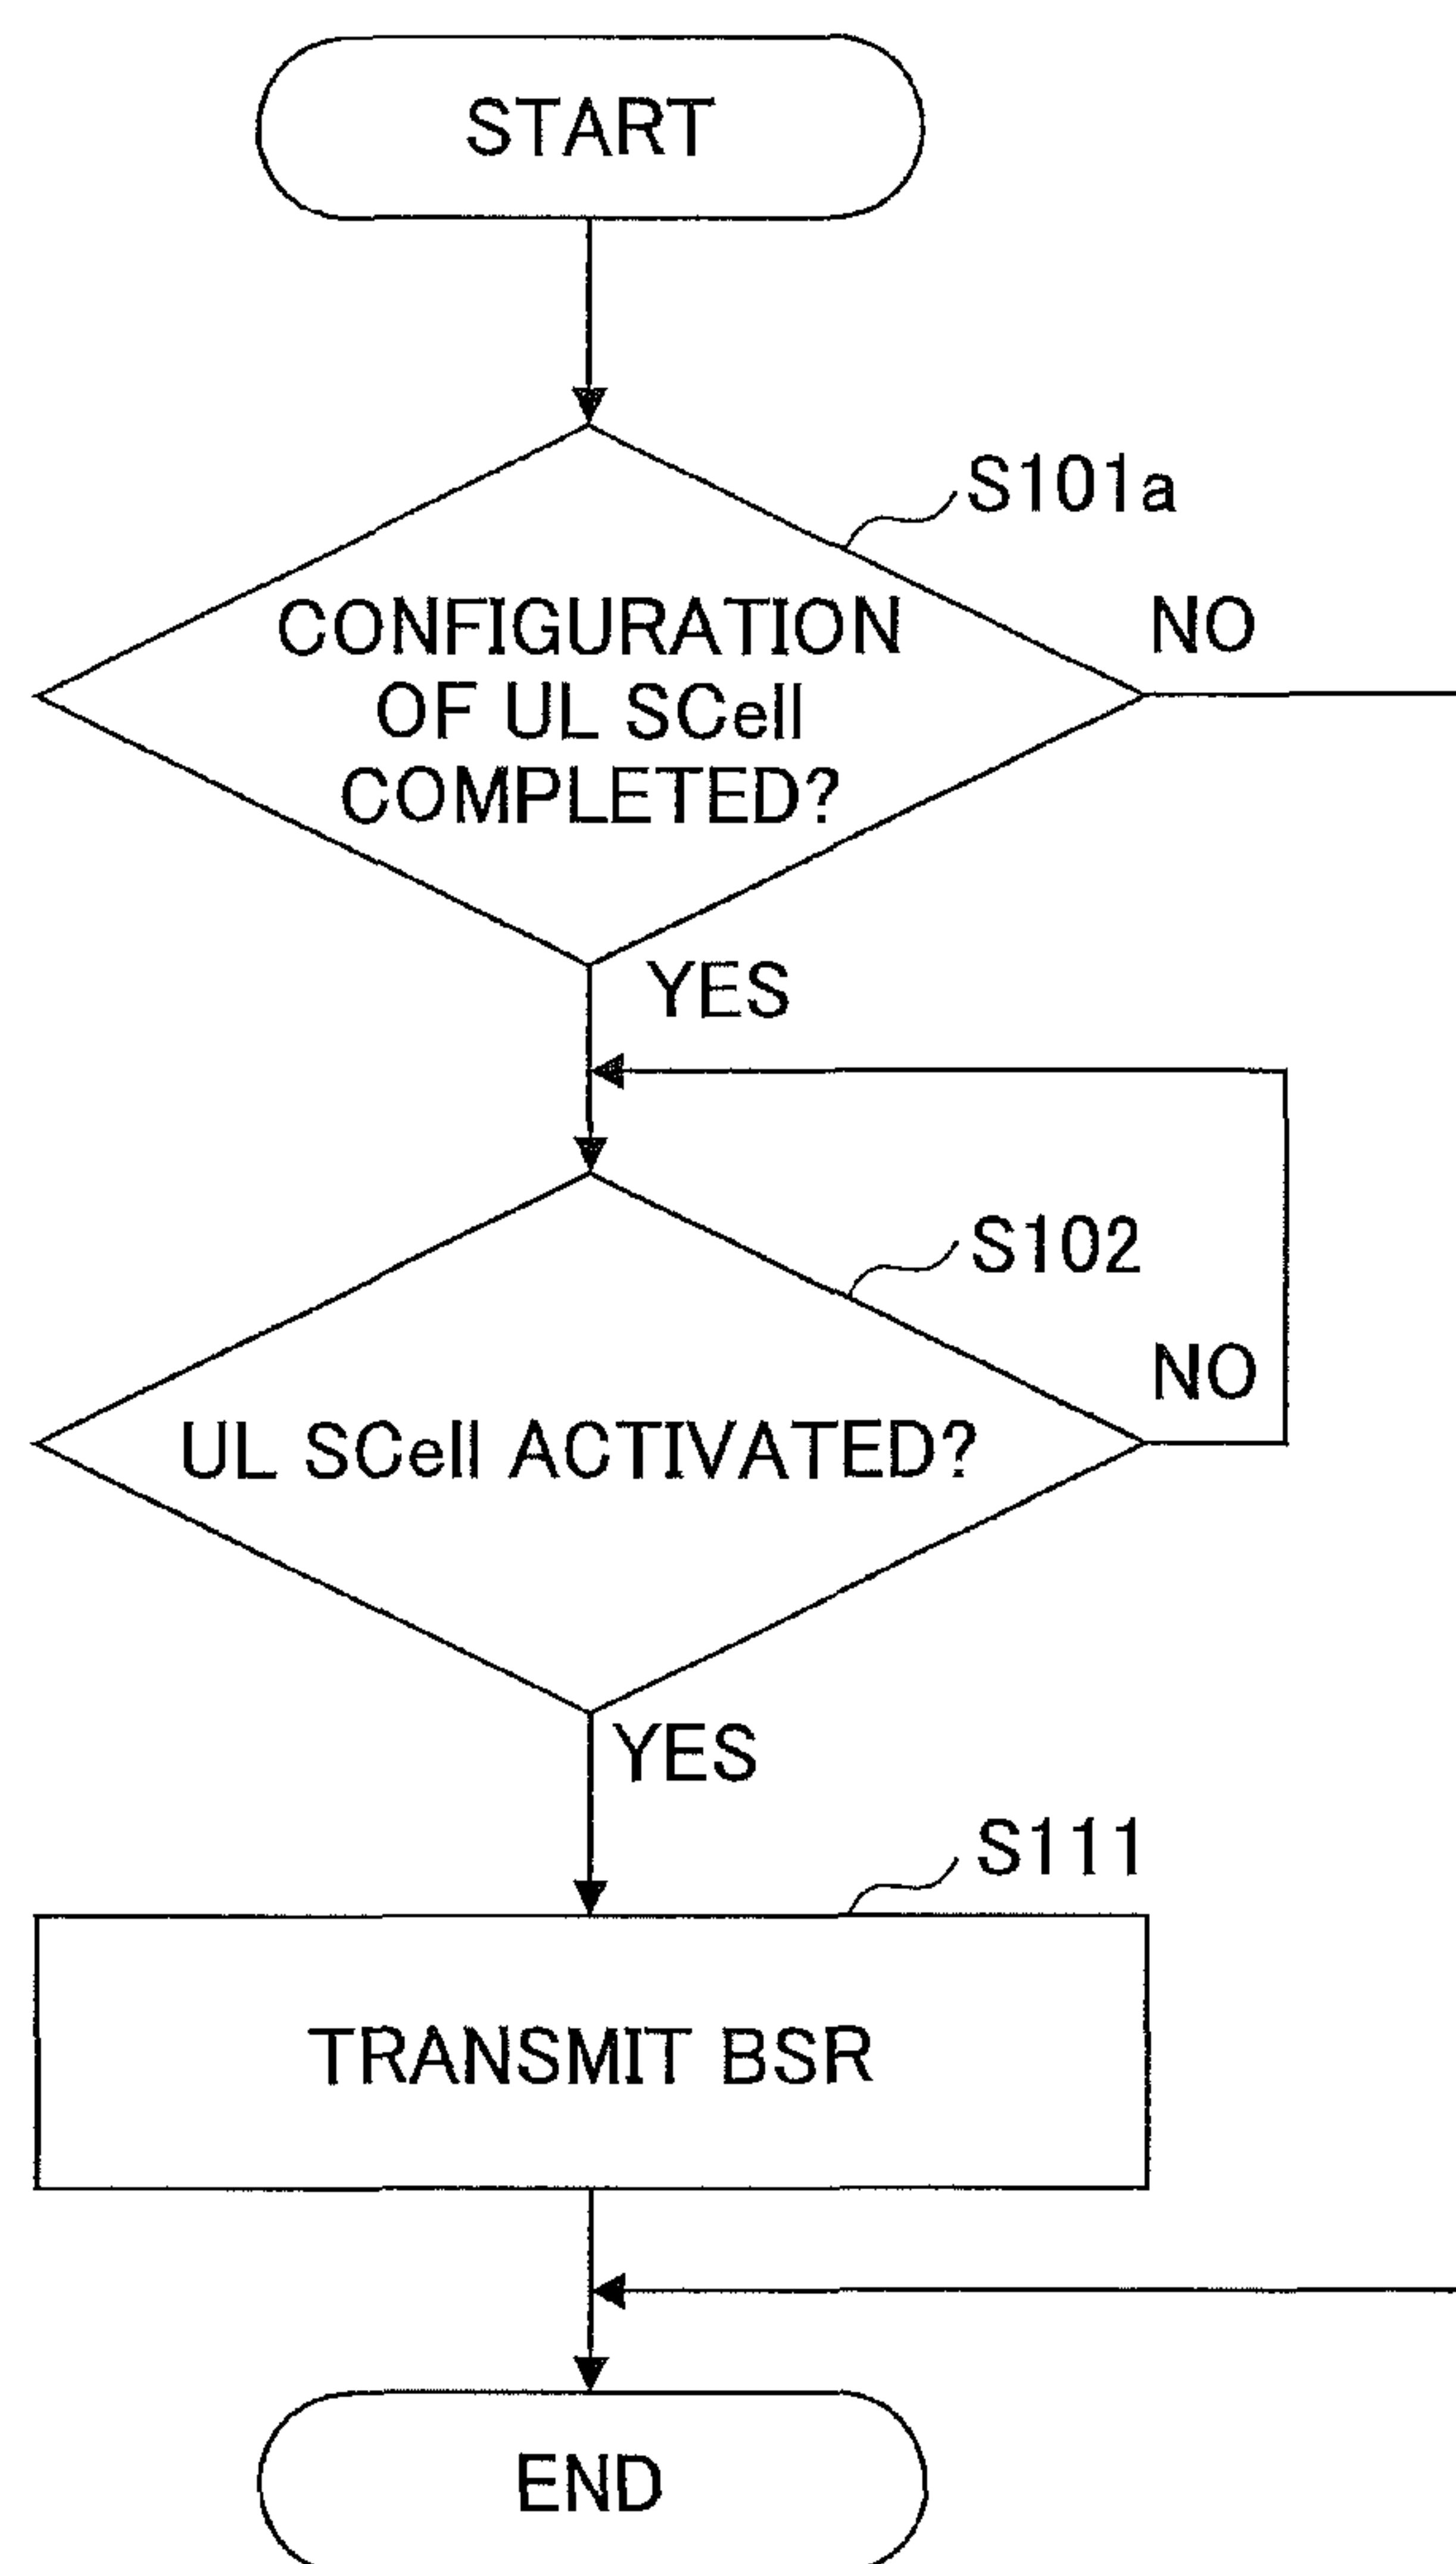 START
S101a
CONFIGURATION
OF UL SCell
COMPLETED?
NO
YES
S102
NO
UL SCell ACTIVATED?
YES
S111
TRANSMIT BSR
END